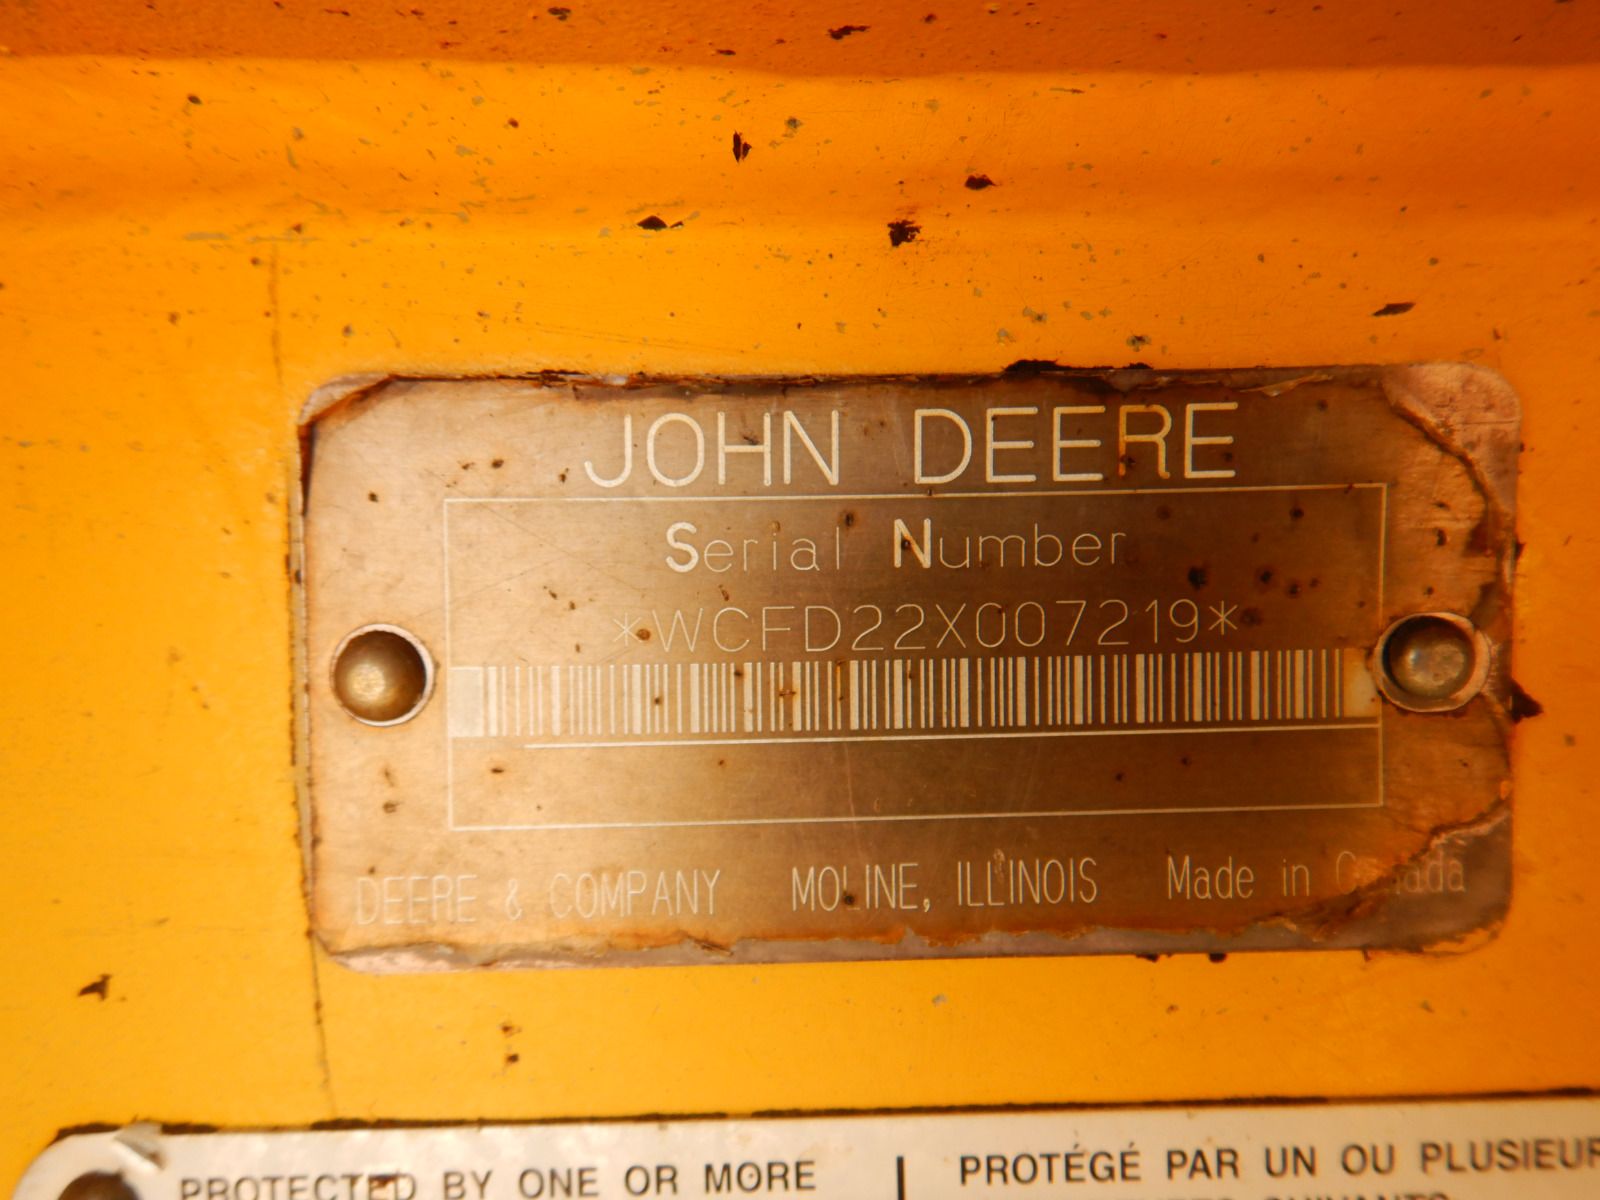 JOHN DEERE
Serial Number
*WCFD22X007219*
DEERE & COMPANY MOLINE, ILLINOIS Made in Canada
PROTECTED BY ONE OR MORE
PROTÉGÉ PAR UN OU PLUSIEUR